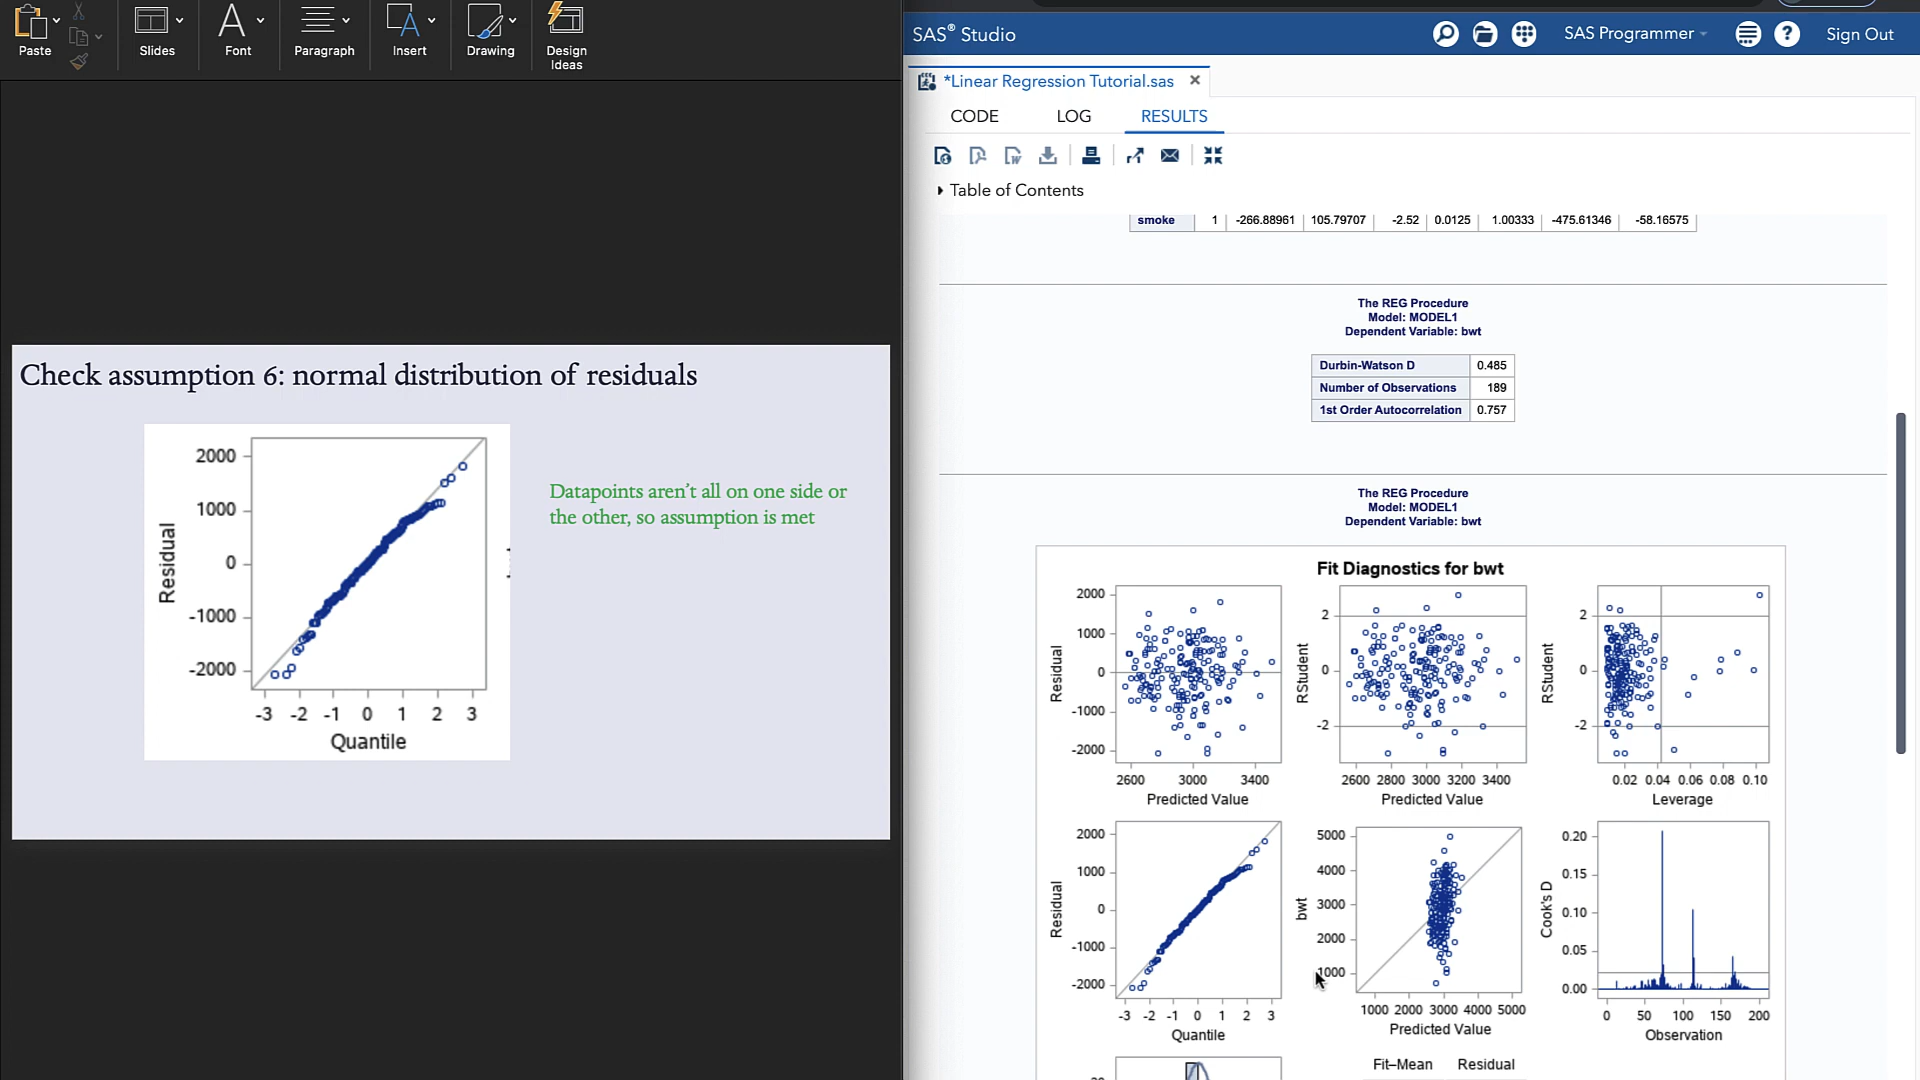 Paste
Slides
Font
Paragraph
Insert
Drawing
Design
Ideas
Check assumption 6: normal distribution of residuals
2000
1000
0
-1000
-2000
Residual
-3 -2 -1 0 1 2 3
Quantile
Datapoints aren't all on one side or
the other, so assumption is met
SAS® Studio
SAS Programmer
Sign Out
*Linear Regression Tutorial.sas
CODE LOG RESULTS
Table of Contents
smoke 1 -266.88961 105.79707 -2.52 0.0125 1.00333 -475.61346 -58.16575
The REG Procedure
Model: MODEL1
Dependent Variable: bwt
Durbin-Watson D 0.485
Number of Observations 189
1st Order Autocorrelation 0.757
The REG Procedure
Model: MODEL1
Dependent Variable: bwt
Fit Diagnostics for bwt
2000
1000
0
-1000
-2000
Residual
2600 3000 3400
Predicted Value
2
0
-2
RStudent
2600 2800 3000 3200 3400
Predicted Value
2
0
-2
RStudent
0.02 0.04 0.06 0.08 0.10
Leverage
2000
1000
0
-1000
-2000
Residual
-3 -2 -1 0 1 2 3
Quantile
5000
4000
3000
2000
1000
bwt
1000 2000 3000 4000 5000
Predicted Value
0.20
0.15
0.10
0.05
0.00
Cook's D
0 50 100 150 200
Observation
Fit–Mean Residual